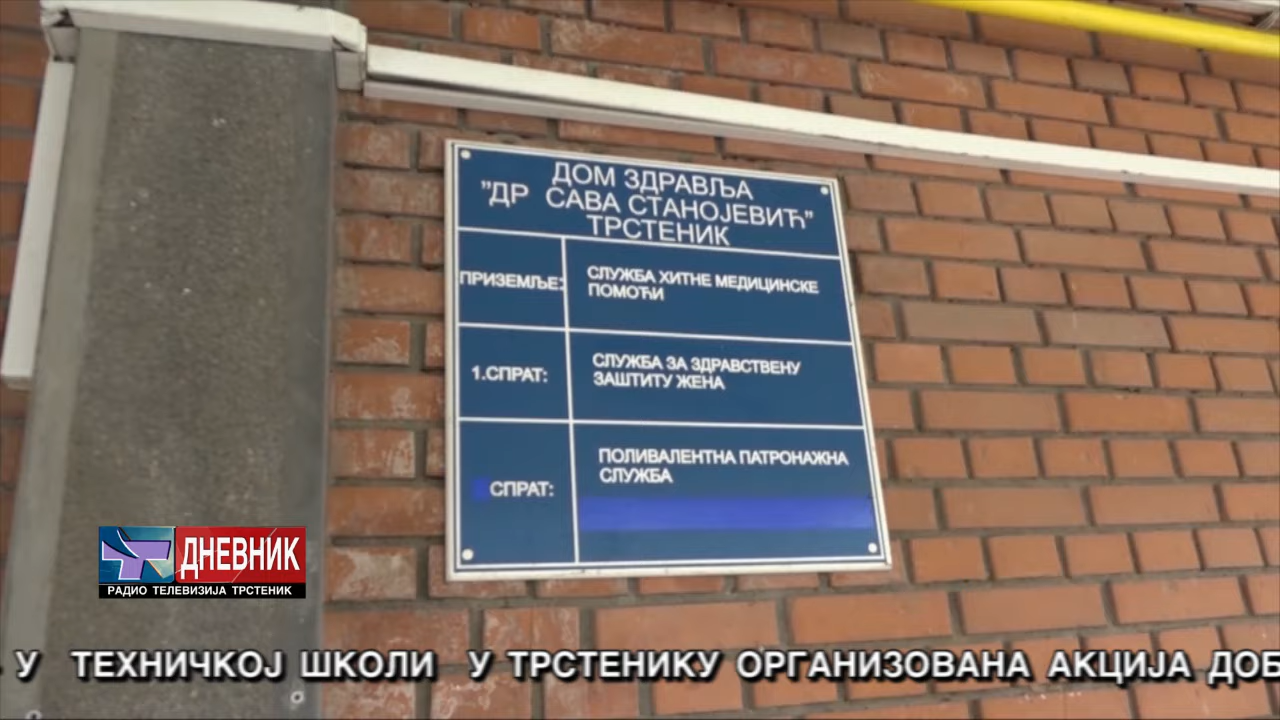 ДОМ ЗДРАВЉА
"ДР САВА СТАНОЈЕВИЋ"
ТРСТЕНИК
ПРИЗЕМЉЕ:
СЛУЖБА ХИТНЕ МЕДИЦИНСКЕ
ПОМОЋИ
1.СПРАТ:
СЛУЖБА ЗА ЗДРАВСТВЕНУ
ЗАШТИТУ ЖЕНА
СПРАТ:
ПОЛИВАЛЕНТНА ПАТРОНАЖНА
СЛУЖБА
ДНЕВНИК
РАДИО ТЕЛЕВИЗИЈА ТРСТЕНИК
У ТЕХНИЧКОЈ ШКОЛИ У ТРСТЕНИКУ ОРГАНИЗОВАНА АКЦИЈА ДОБ